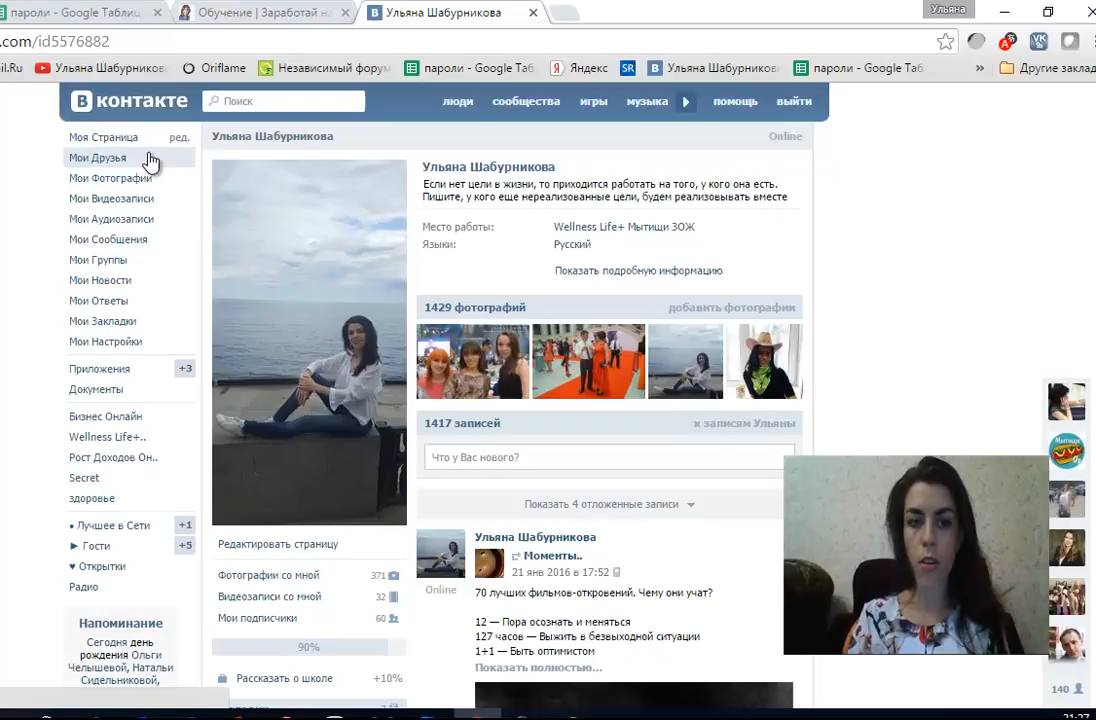 пароли - Google Таблиц
Обучение | Заработай на
Ульяна Шабурникова
Ульяна
.com/id5576882
il.Ru
Ульяна Шабурников
Oriflame
Независимый форум
пароли - Google Таб
Яндекс
SR
Ульяна Шабурников
пароли - Google Таб
»
Другие заклад
В контакте
Поиск
люди
сообщества
игры
музыка
помощь
выйти
Моя Страница
ред.
Мои Друзья
Мои Фотографии
Мои Видеозаписи
Мои Аудиозаписи
Мои Сообщения
Мои Группы
Мои Новости
Мои Ответы
Мои Закладки
Мои Настройки
Приложения +3
Документы
Бизнес Онлайн
Wellness Life+..
Рост Доходов Он..
Secret
здоровье
• Лучшее в Сети +1
► Гости +5
♥ Открытки
Радио
Напоминание
Сегодня день
рождения Ольги
Челышевой, Натальи
Сидельниковой,
Ульяна Шабурникова
Online
Ульяна Шабурникова
Если нет цели в жизни, то приходится работать на того, у кого она есть.
Пишите, у кого еще нереализованные цели, будем реализовывать вместе
Место работы: Wellness Life+ Мытищи ЗОЖ
Языки: Русский
Показать подробную информацию
1429 фотографий
добавить фотографии
1417 записей
к записям Ульяны
Что у Вас нового?
Показать 4 отложенные записи
Ульяна Шабурникова
Моменты..
21 янв 2016 в 17:52
Online
70 лучших фильмов-откровений. Чему они учат?
12 — Пора осознать и меняться
127 часов — Выжить в безвыходной ситуации
1+1 — Быть оптимистом
Показать полностью...
Редактировать страницу
Фотографии со мной 371
Видеозаписи со мной 32
Мои подписчики 60
90%
Рассказать о школе +10%
Мытищи
140